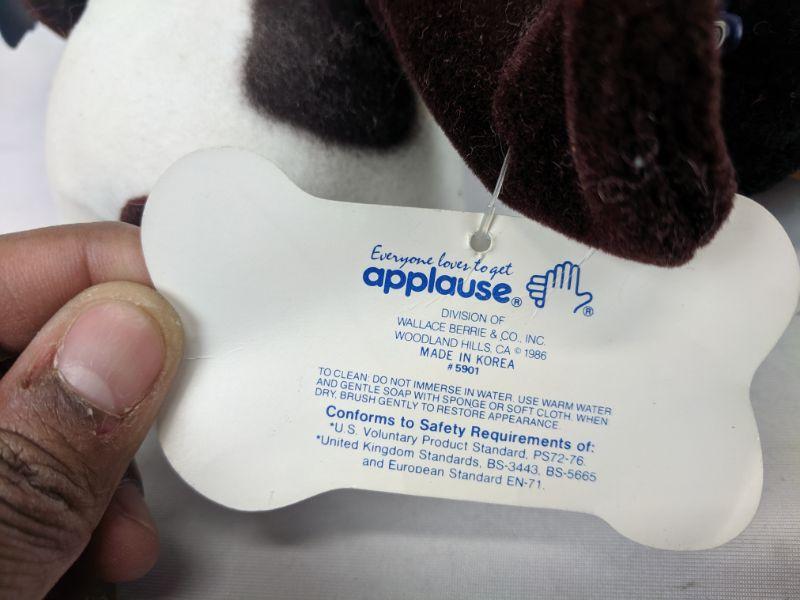 Everyone loves to get
applause®
®
DIVISION OF
WALLACE BERRIE & CO., INC.
WOODLAND HILLS, CA © 1986
MADE IN KOREA
# 5901
TO CLEAN: DO NOT IMMERSE IN WATER. USE WARM WATER
AND GENTLE SOAP WITH SPONGE OR SOFT CLOTH. WHEN
DRY, BRUSH GENTLY TO RESTORE APPEARANCE.
Conforms to Safety Requirements of:
*U.S. Voluntary Product Standard, PS72-76.
*United Kingdom Standards, BS-3443, BS-5665
and European Standard EN-71.